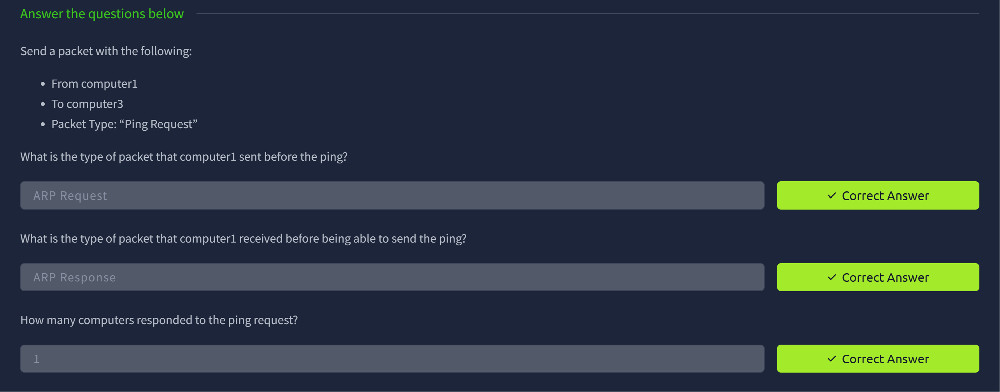 Answer the questions below
Send a packet with the following:
• From computer1
• To computer3
• Packet Type: “Ping Request”
What is the type of packet that computer1 sent before the ping?
ARP Request
✓ Correct Answer
What is the type of packet that computer1 received before being able to send the ping?
ARP Response
✓ Correct Answer
How many computers responded to the ping request?
1
✓ Correct Answer